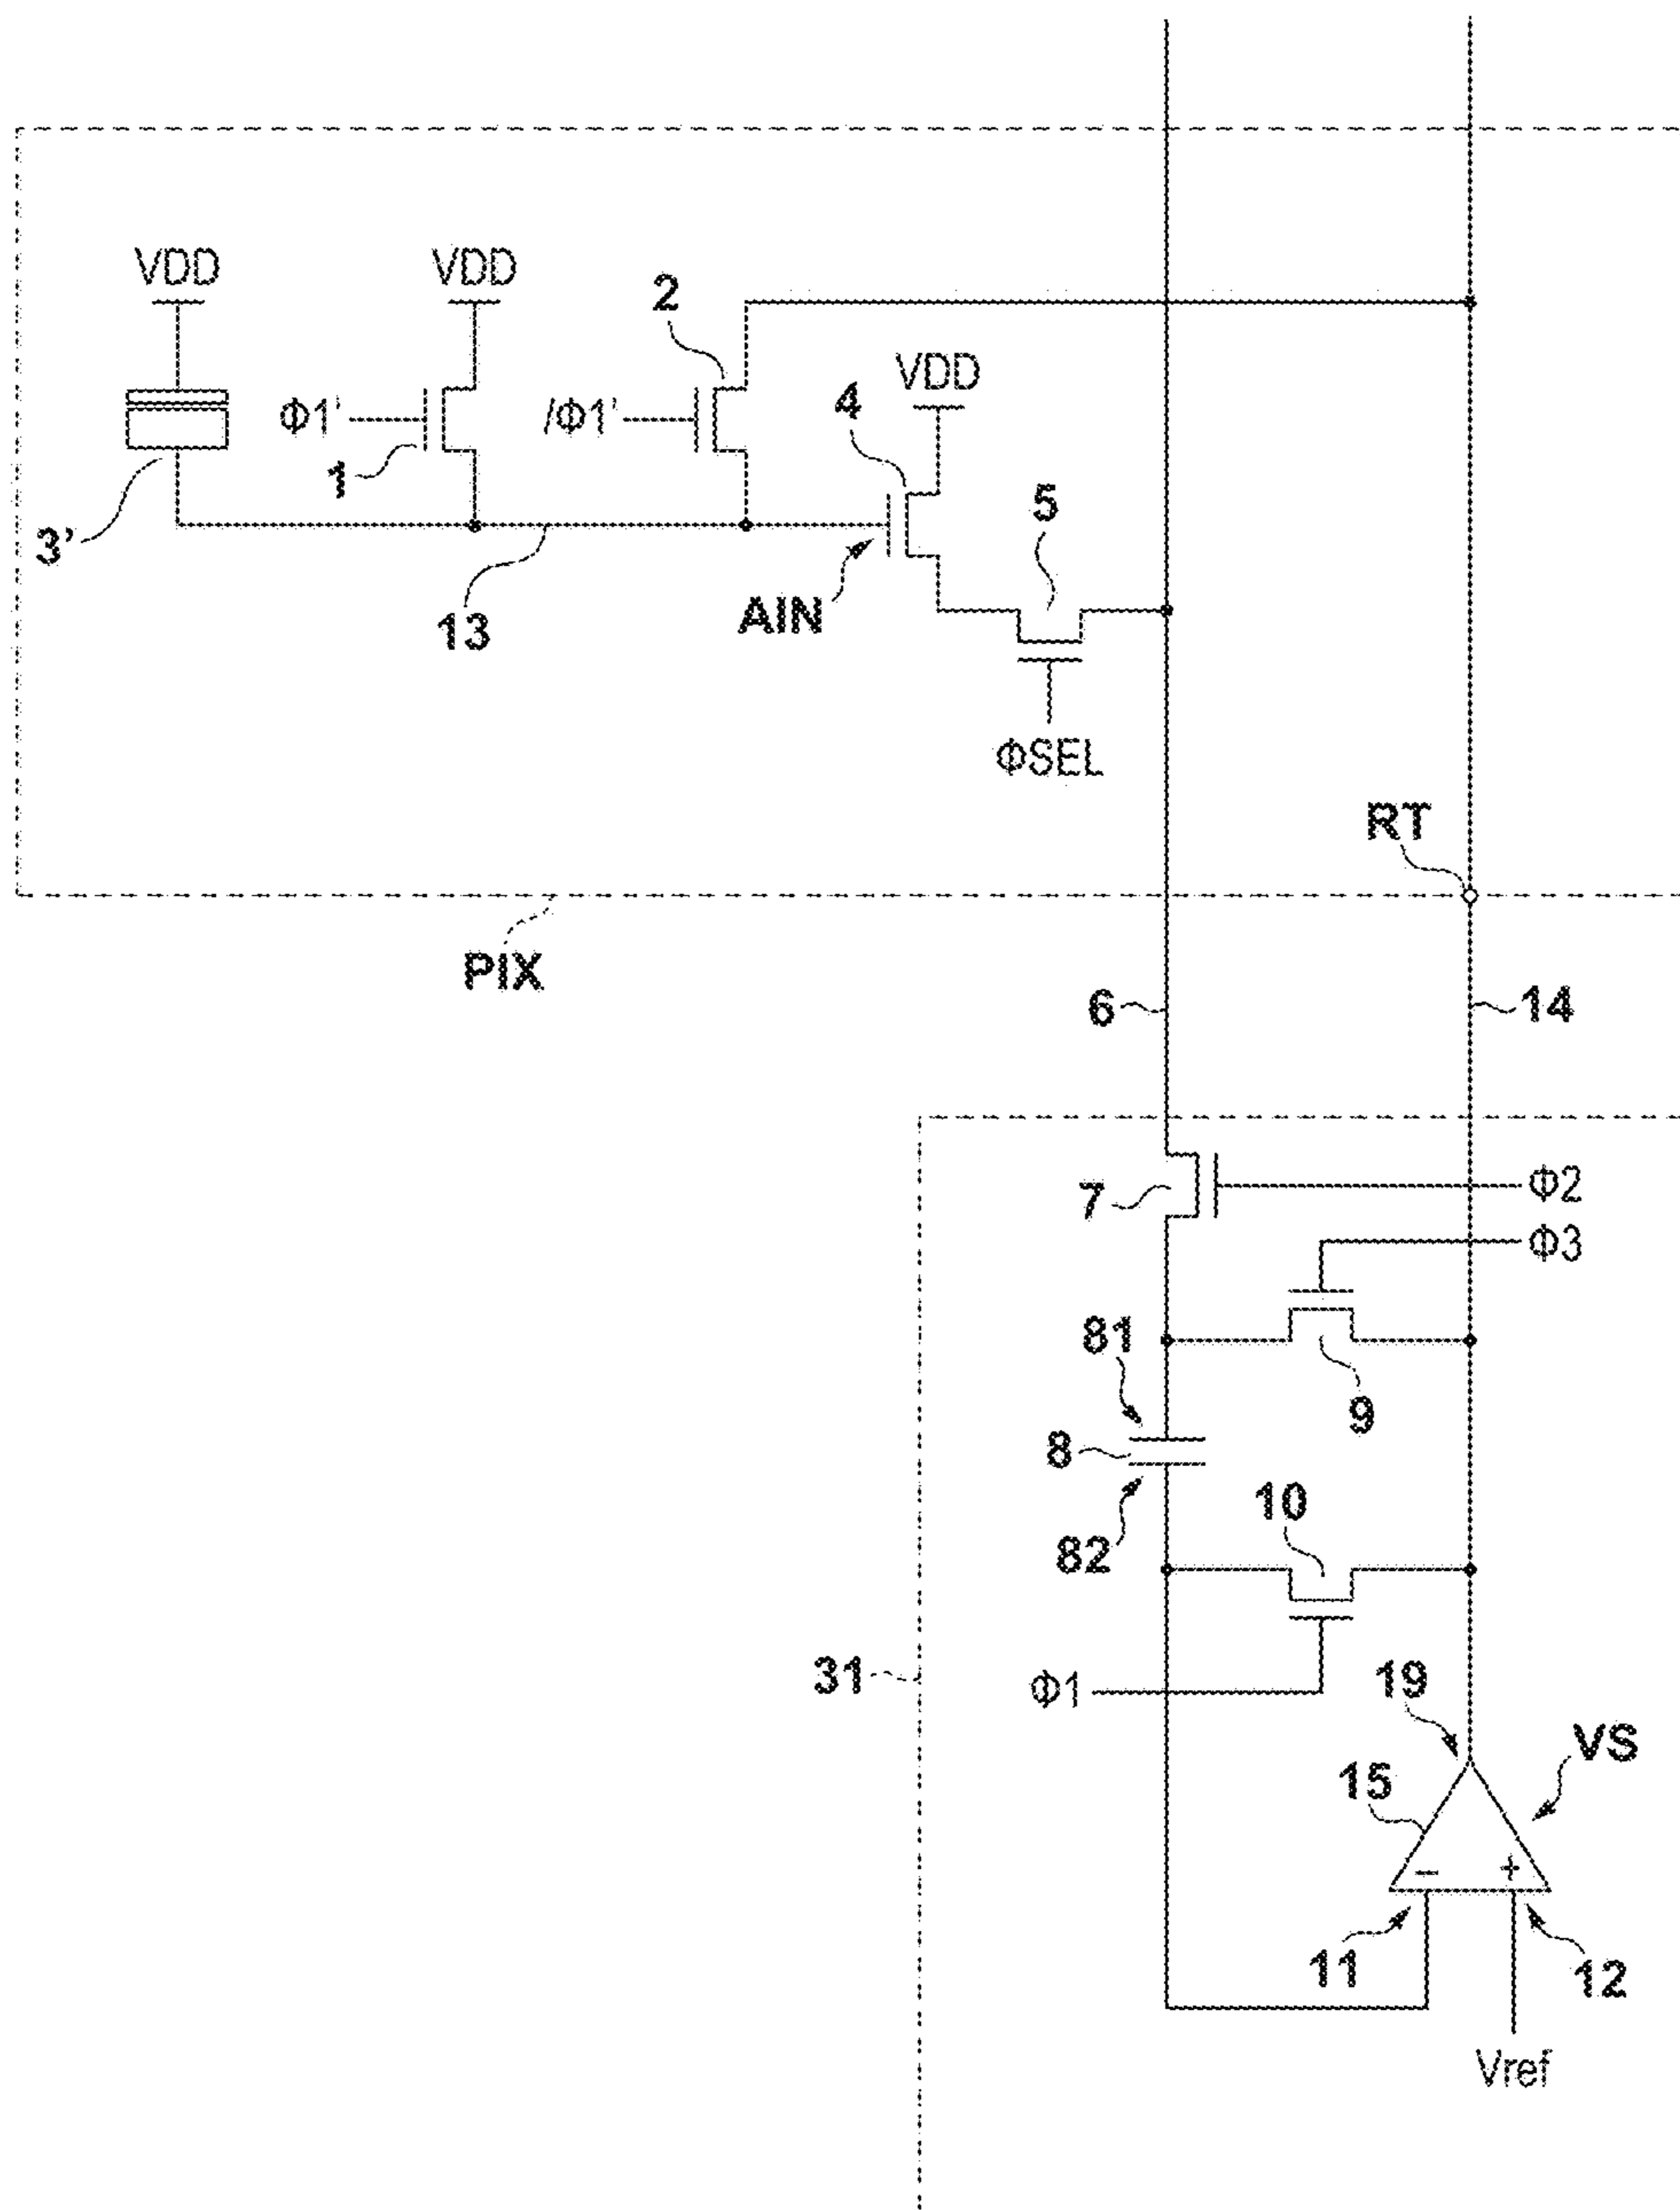 VDD
VDD
2
VDD
4
Φ1'
/Φ1'
1
5
3'
13
AIN
ΦSEL
RT
PIX
6
14
7
Φ2
Φ3
81
9
8
10
82
31
Φ1
19
VS
15
−
+
11
12
Vref